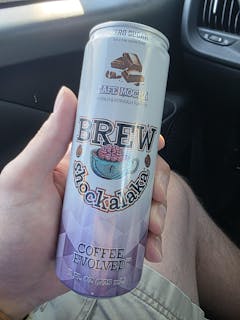 ZERO SUGAR
CAFE MOCHA
BREW
shockalaka
COFFEE
EVOLVED